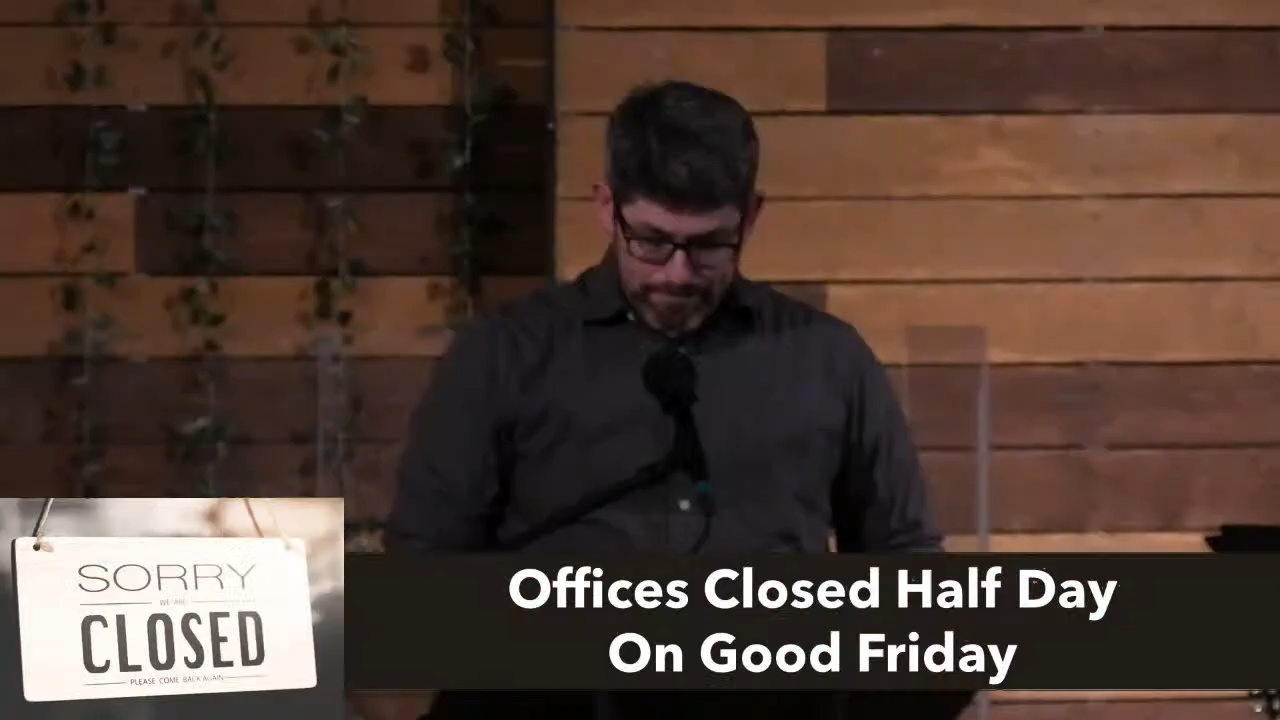 SORRY
WE ARE
CLOSED
PLEASE COME BACK AGAIN
Offices Closed Half Day
On Good Friday